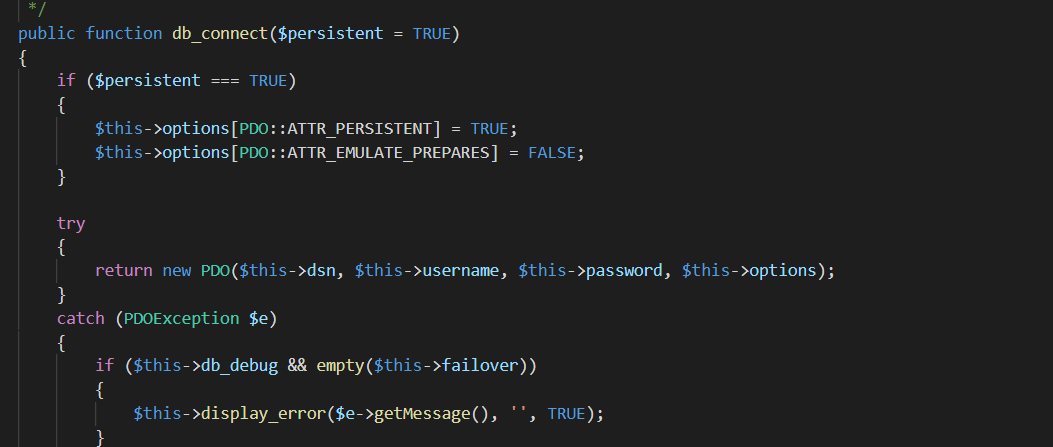 */
public function db_connect($persistent = TRUE)
{
if ($persistent === TRUE)
{
$this->options[PDO::ATTR_PERSISTENT] = TRUE;
$this->options[PDO::ATTR_EMULATE_PREPARES] = FALSE;
}
try
{
return new PDO($this->dsn, $this->username, $this->password, $this->options);
}
catch (PDOException $e)
{
if ($this->db_debug && empty($this->failover))
{
$this->display_error($e->getMessage(), '', TRUE);
}